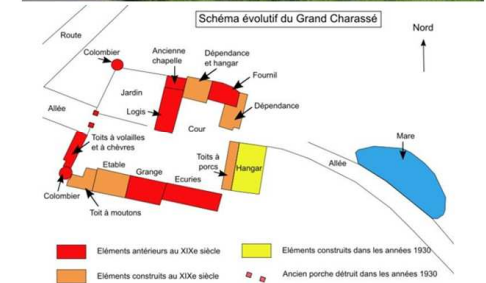 Schéma évolutif du Grand Charassé
Nord
Route
Colombier
Ancienne
chapelle
Dépendance
et hangar
Fournil
Jardin
Dépendance
Logis
Allée
Cour
Toits à volailles
et à chèvres
Mare
Etable
Grange
Ecuries
Toits à
porcs
Hangar
Allée
Colombier
Toit à moutons
Eléments antérieurs au XIXe siècle
Eléments construits dans les années 1930
Eléments construits au XIXe siècle
Ancien porche détruit dans les années 1930